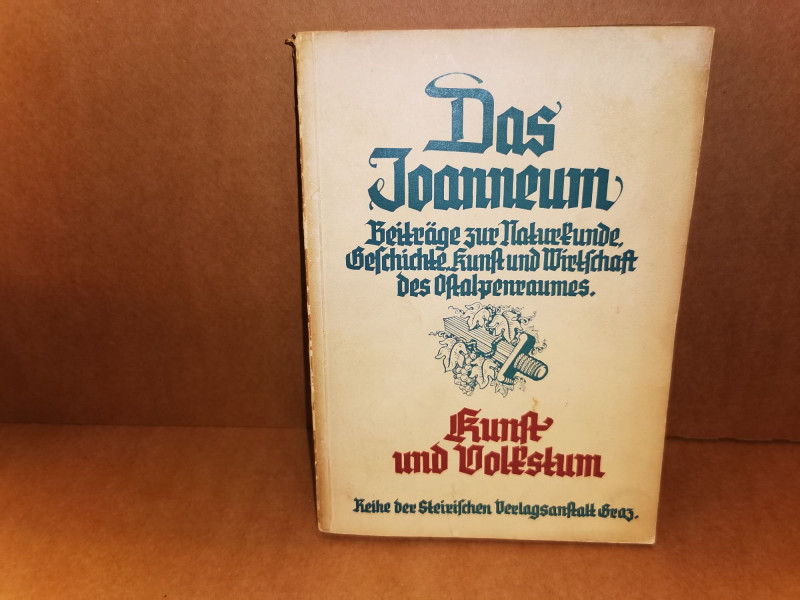 Das
Joanneum
Beiträge zur Naturkunde,
Geschichte, Kunst und Wirtschaft
des Ostalpenraumes.
Kunst
und Volkstum
Reihe der Steirischen Verlagsanstalt Graz.